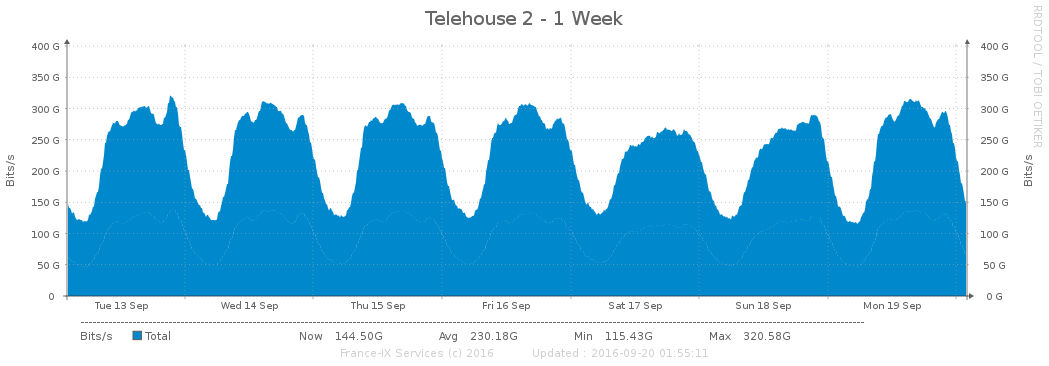 Telehouse 2 - 1 Week
RRDTOOL / TOBI OETIKER
Bits/s
400 G
350 G
300 G
250 G
200 G
150 G
100 G
50 G
0
400 G
350 G
300 G
250 G
200 G
150 G
100 G
50 G
0 G
Bits/s
Tue 13 Sep Wed 14 Sep Thu 15 Sep Fri 16 Sep Sat 17 Sep Sun 18 Sep Mon 19 Sep
Bits/s Total Now 144.50G Avg 230.18G Min 115.43G Max 320.58G
France-IX Services (c) 2016 Updated : 2016-09-20 01:55:11